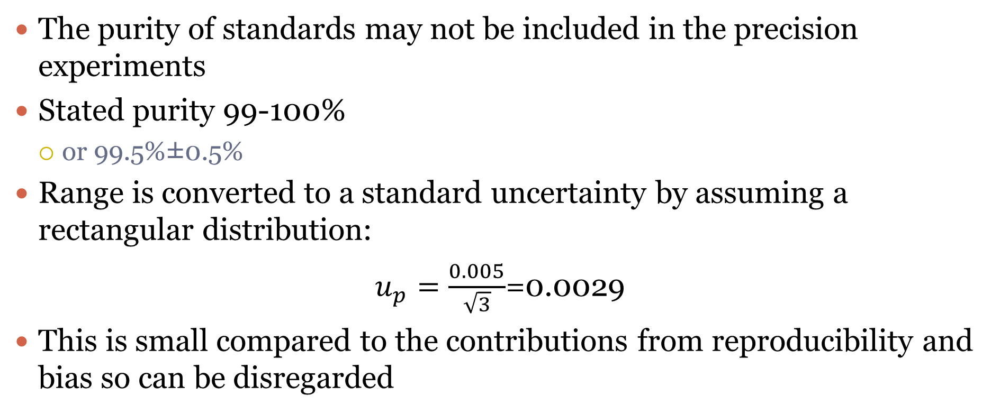 • The purity of standards may not be included in the precision
experiments
• Stated purity 99-100%
○ or 99.5%±0.5%
• Range is converted to a standard uncertainty by assuming a
rectangular distribution:
u_p = 0.005/√3=0.0029
• This is small compared to the contributions from reproducibility and
bias so can be disregarded